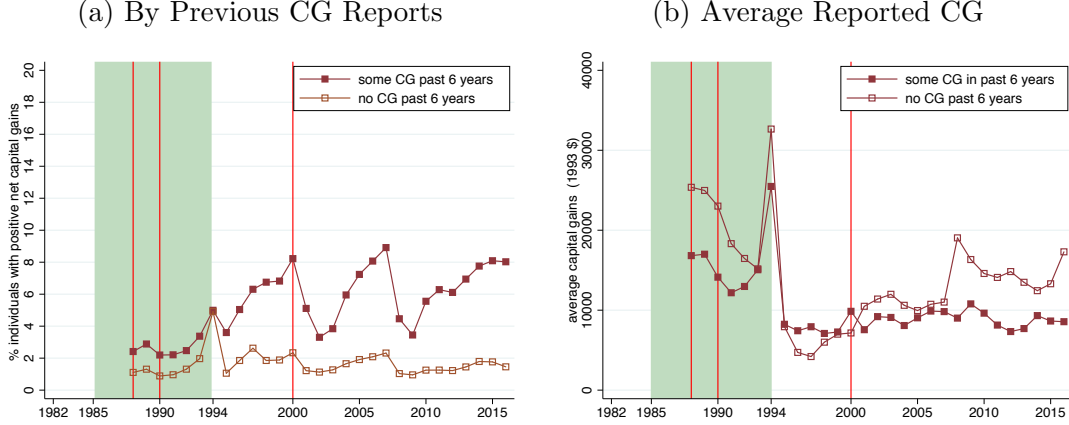 (a) By Previous CG Reports
% individuals with positive net capital gains
20
18
16
14
12
10
8
6
4
2
0
some CG past 6 years
no CG past 6 years
1982 1985 1990 1994 2000 2005 2010 2015
(b) Average Reported CG
average capital gains (1993 $)
40000
30000
20000
10000
0
some CG in past 6 years
no CG past 6 years
1982 1985 1990 1994 2000 2005 2010 2015